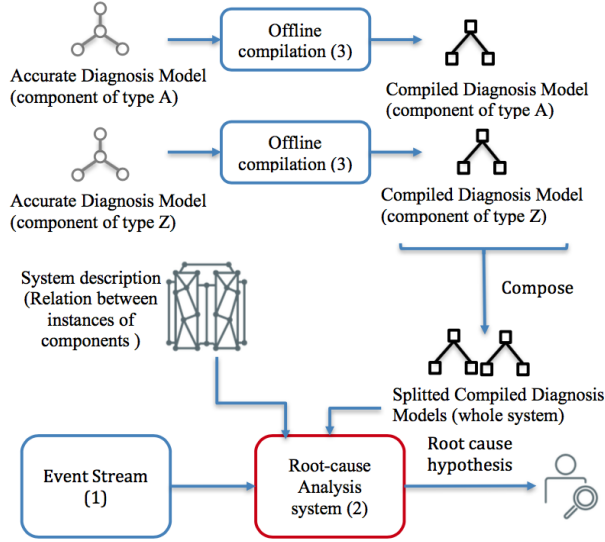 Offline
compilation (3)
Accurate Diagnosis Model
(component of type A)
Compiled Diagnosis Model
(component of type A)
Offline
compilation (3)
Accurate Diagnosis Model
(component of type Z)
Compiled Diagnosis Model
(component of type Z)
System description
(Relation between
instances of
components )
Compose
Splitted Compiled Diagnosis
Models (whole system)
Event Stream
(1)
Root-cause
Analysis
system (2)
Root cause
hypothesis